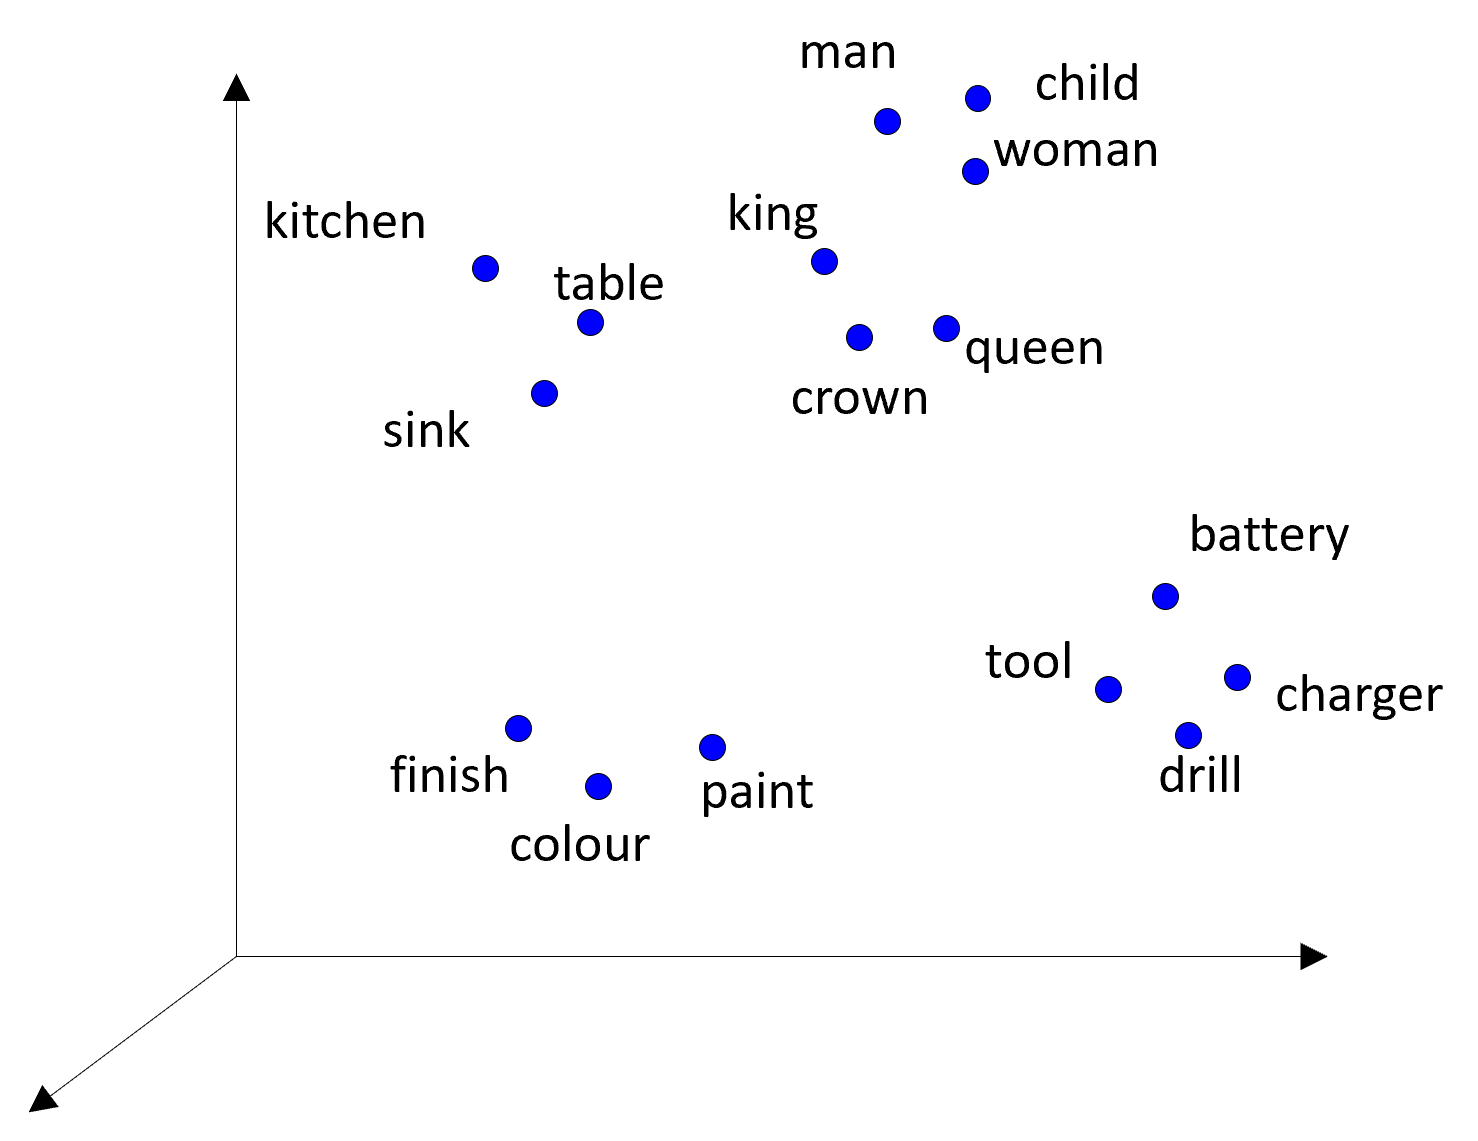 man
child
woman
king
kitchen
table
queen
crown
sink
battery
tool
charger
finish
drill
paint
colour